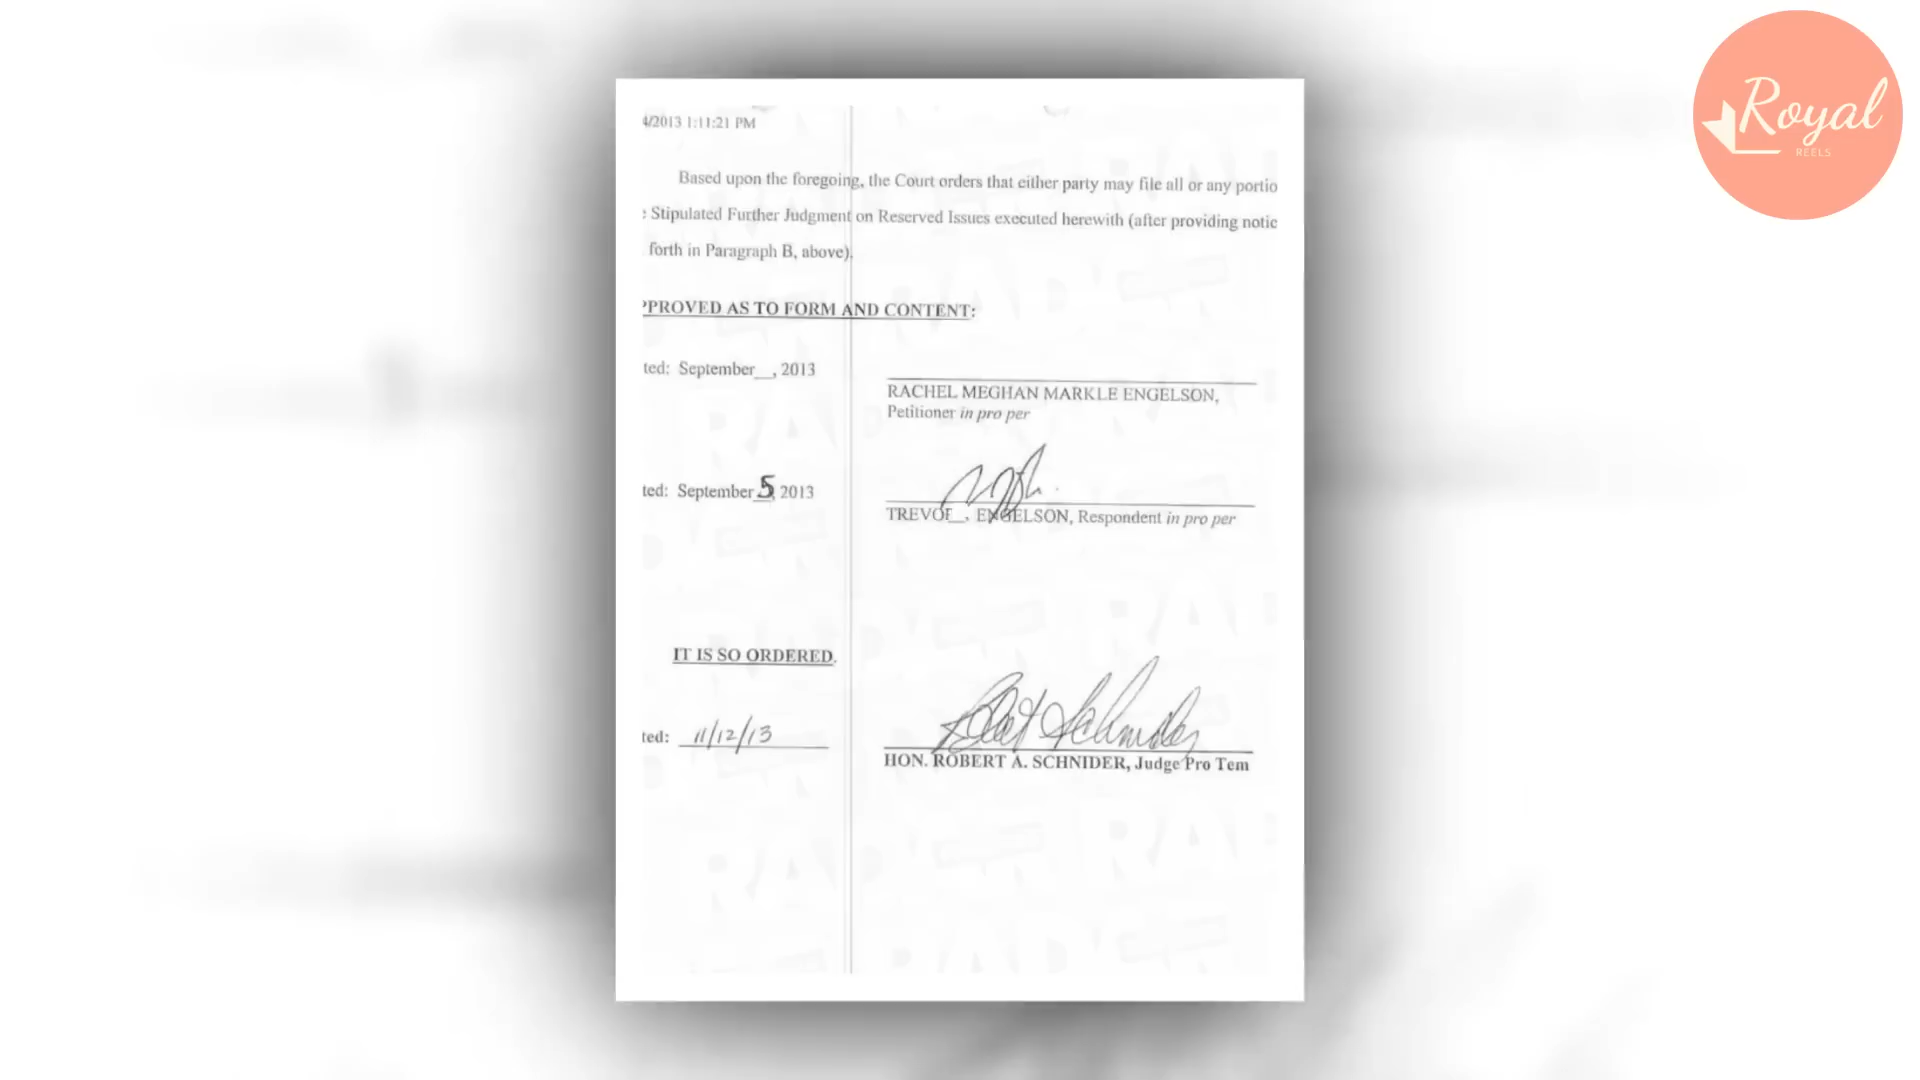 Royal
REELS
4/2013 1:11:21 PM
Based upon the foregoing, the Court orders that either party may file all or any portio
: Stipulated Further Judgment on Reserved Issues executed herewith (after providing notic
forth in Paragraph B, above).
PROVED AS TO FORM AND CONTENT:
ted: September__, 2013
RACHEL MEGHAN MARKLE ENGELSON,
Petitioner in pro per
ted: September 5, 2013
TREVOR__, ENGELSON, Respondent in pro per
IT IS SO ORDERED.
ted: 11/12/13
Robert Schnider
HON. ROBERT A. SCHNIDER, Judge Pro Tem